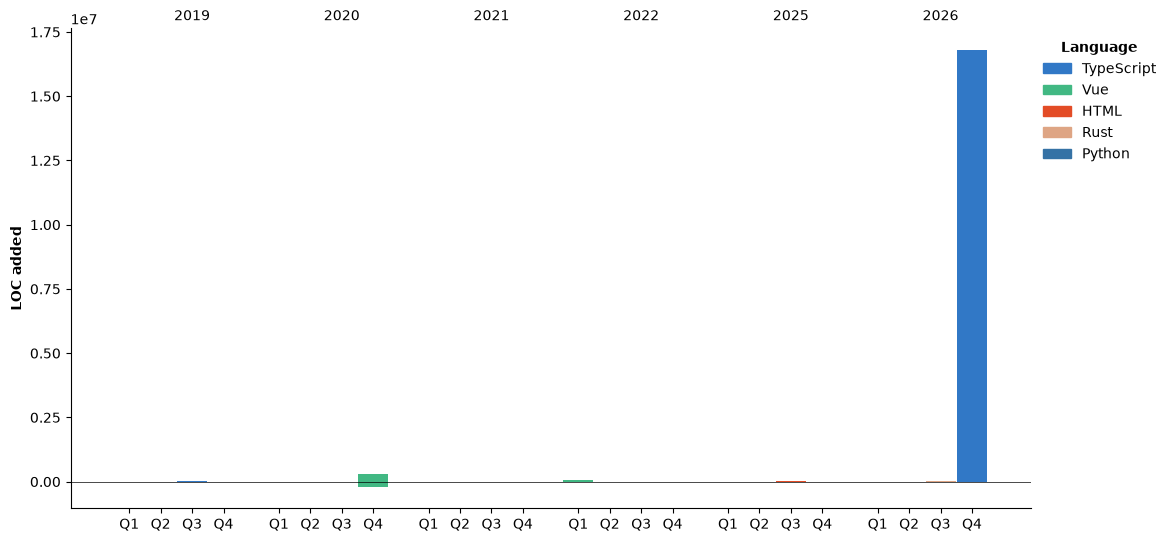 1e7
2019 2020 2021 2022 2025 2026
Language
TypeScript
Vue
HTML
Rust
Python
LOC added
1.75
1.50
1.25
1.00
0.75
0.50
0.25
0.00
Q1 Q2 Q3 Q4 Q1 Q2 Q3 Q4 Q1 Q2 Q3 Q4 Q1 Q2 Q3 Q4 Q1 Q2 Q3 Q4 Q1 Q2 Q3 Q4